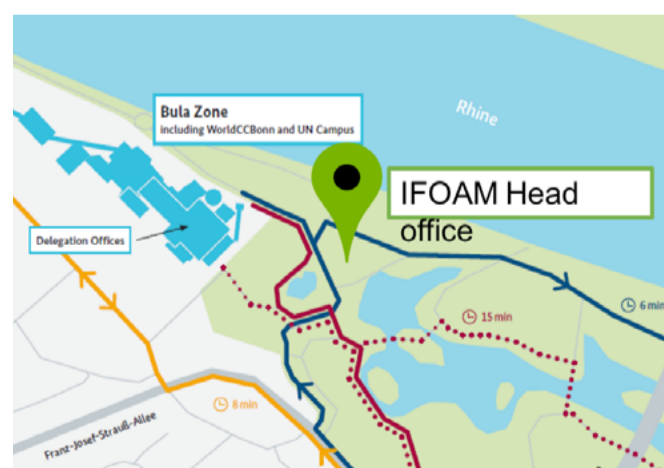 Bula Zone
including WorldCCBonn and UN Campus
Rhine
IFOAM Head
office
Delegation Offices
6 min
15 min
8 min
Franz-Josef-Strauß-Allee